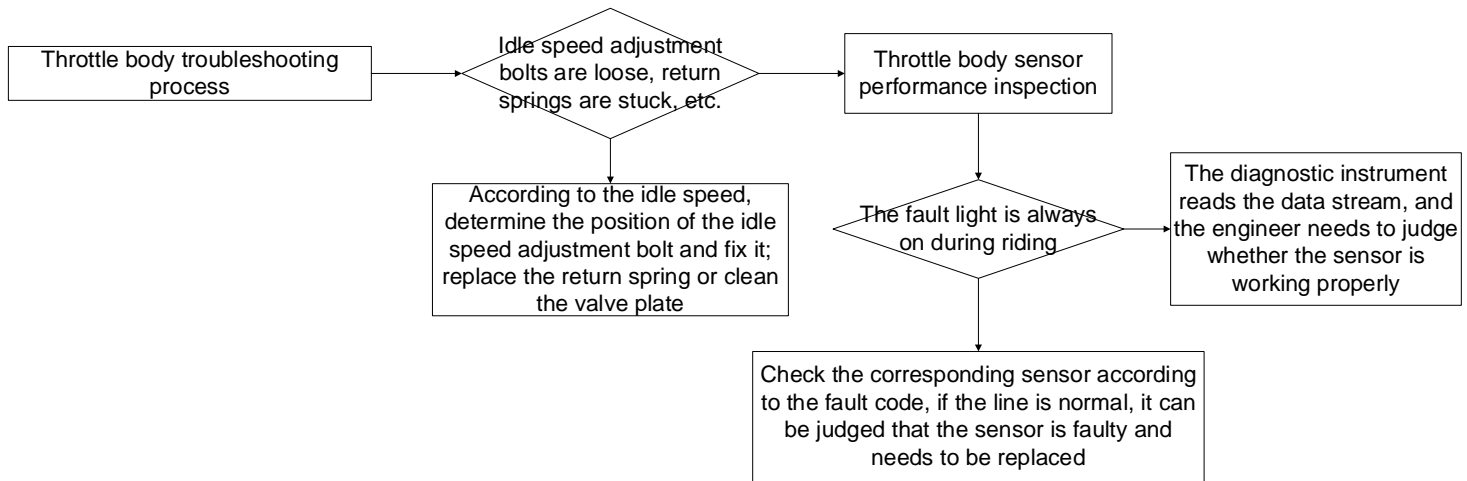 Throttle body troubleshooting
process
Idle speed adjustment
bolts are loose, return
springs are stuck, etc.
Throttle body sensor
performance inspection
According to the idle speed,
determine the position of the idle
speed adjustment bolt and fix it;
replace the return spring or clean
the valve plate
The fault light is always
on during riding
The diagnostic instrument
reads the data stream, and
the engineer needs to judge
whether the sensor is
working properly
Check the corresponding sensor according
to the fault code, if the line is normal, it can
be judged that the sensor is faulty and
needs to be replaced